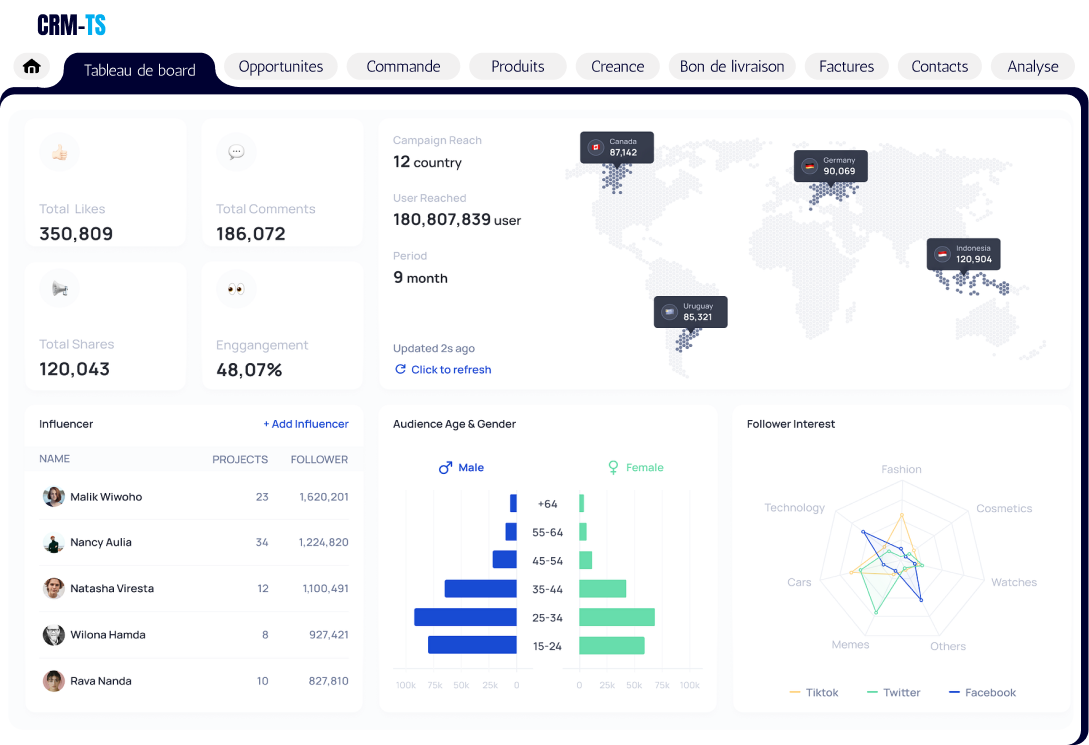 CRM-TS
Tableau de board
Opportunites
Commande
Produits
Creance
Bon de livraison
Factures
Contacts
Analyse
Total Likes
350,809
Total Comments
186,072
Total Shares
120,043
Enggangement
48,07%
Campaign Reach
12 country
User Reached
180,807,839 user
Period
9 month
Updated 2s ago
Click to refresh
Canada
87,142
Germany
90,069
Indonesia
120,904
Uruguay
85,321
Influencer
+ Add Influencer
NAME PROJECTS FOLLOWER
Malik Wiwoho 23 1,620,201
Nancy Aulia 34 1,224,820
Natasha Viresta 12 1,100,491
Wilona Hamda 8 927,421
Rava Nanda 10 827,810
Audience Age & Gender
Male
Female
+64
55-64
45-54
35-44
25-34
15-24
100k 75k 50k 25k 0
0 25k 50k 75k 100k
Follower Interest
Fashion
Technology
Cosmetics
Cars
Watches
Memes
Others
Tiktok
Twitter
Facebook